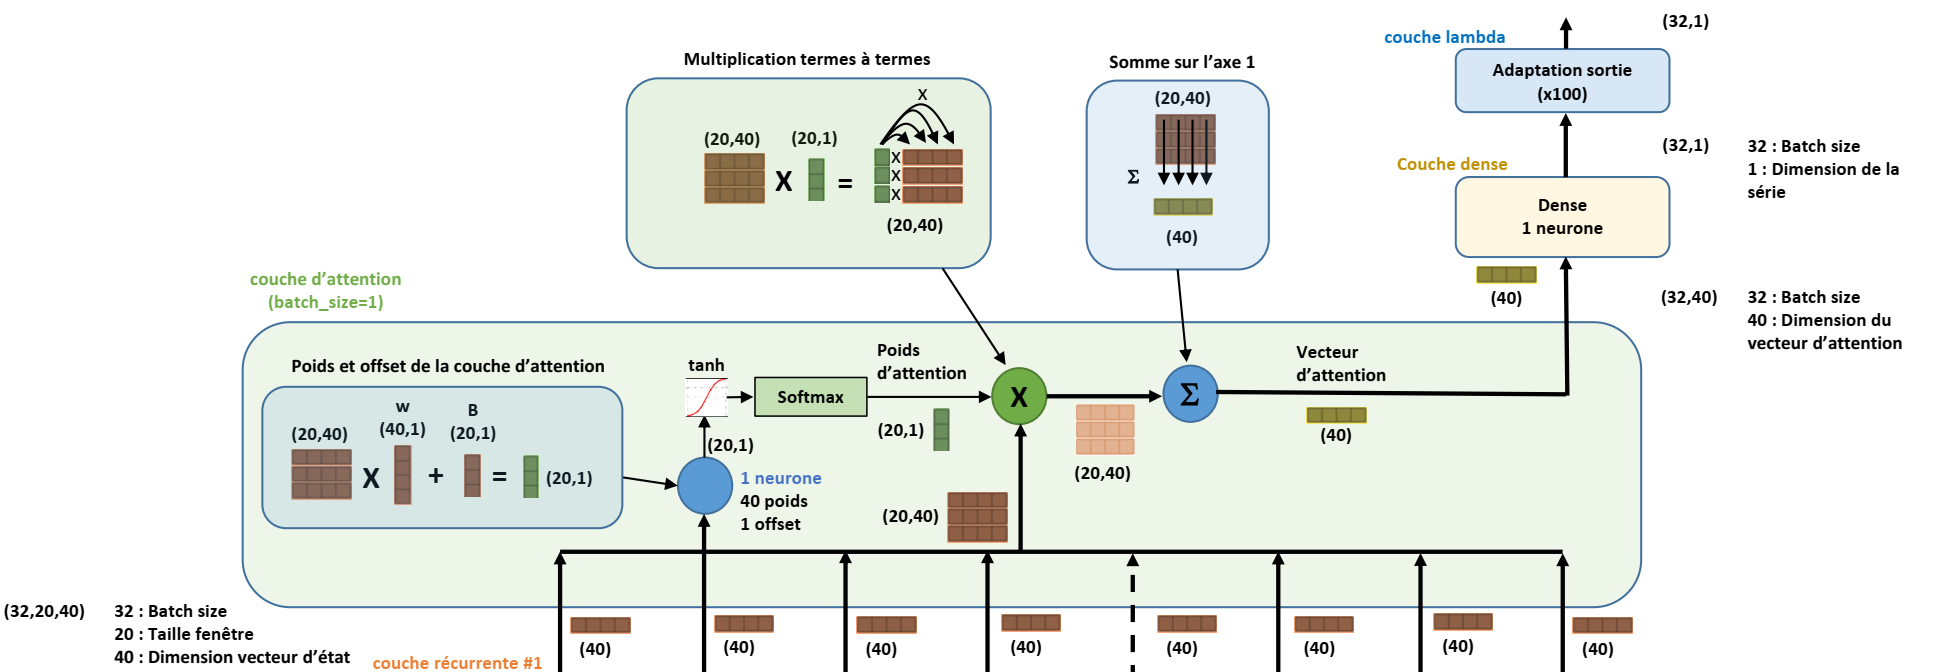 (32,1)
couche lambda
Adaptation sortie
(x100)
Multiplication termes à termes
X
(20,40)
(20,1)
X
=
X
X
X
(20,40)
Somme sur l'axe 1
(20,40)
Σ
(40)
(32,1)
32 : Batch size
1 : Dimension de la
série
Couche dense
Dense
1 neurone
(40)
(32,40)
32 : Batch size
40 : Dimension du
vecteur d'attention
couche d'attention
(batch_size=1)
Poids et offset de la couche d'attention
w
B
(20,40)
(40,1)
(20,1)
X
+
=
(20,1)
tanh
(20,1)
Softmax
Poids
d'attention
(20,1)
X
Σ
(20,40)
Vecteur
d'attention
(40)
1 neurone
40 poids
1 offset
(20,40)
(32,20,40)
32 : Batch size
20 : Taille fenêtre
40 : Dimension vecteur d'état
couche récurrente #1
(40)
(40)
(40)
(40)
(40)
(40)
(40)
(40)